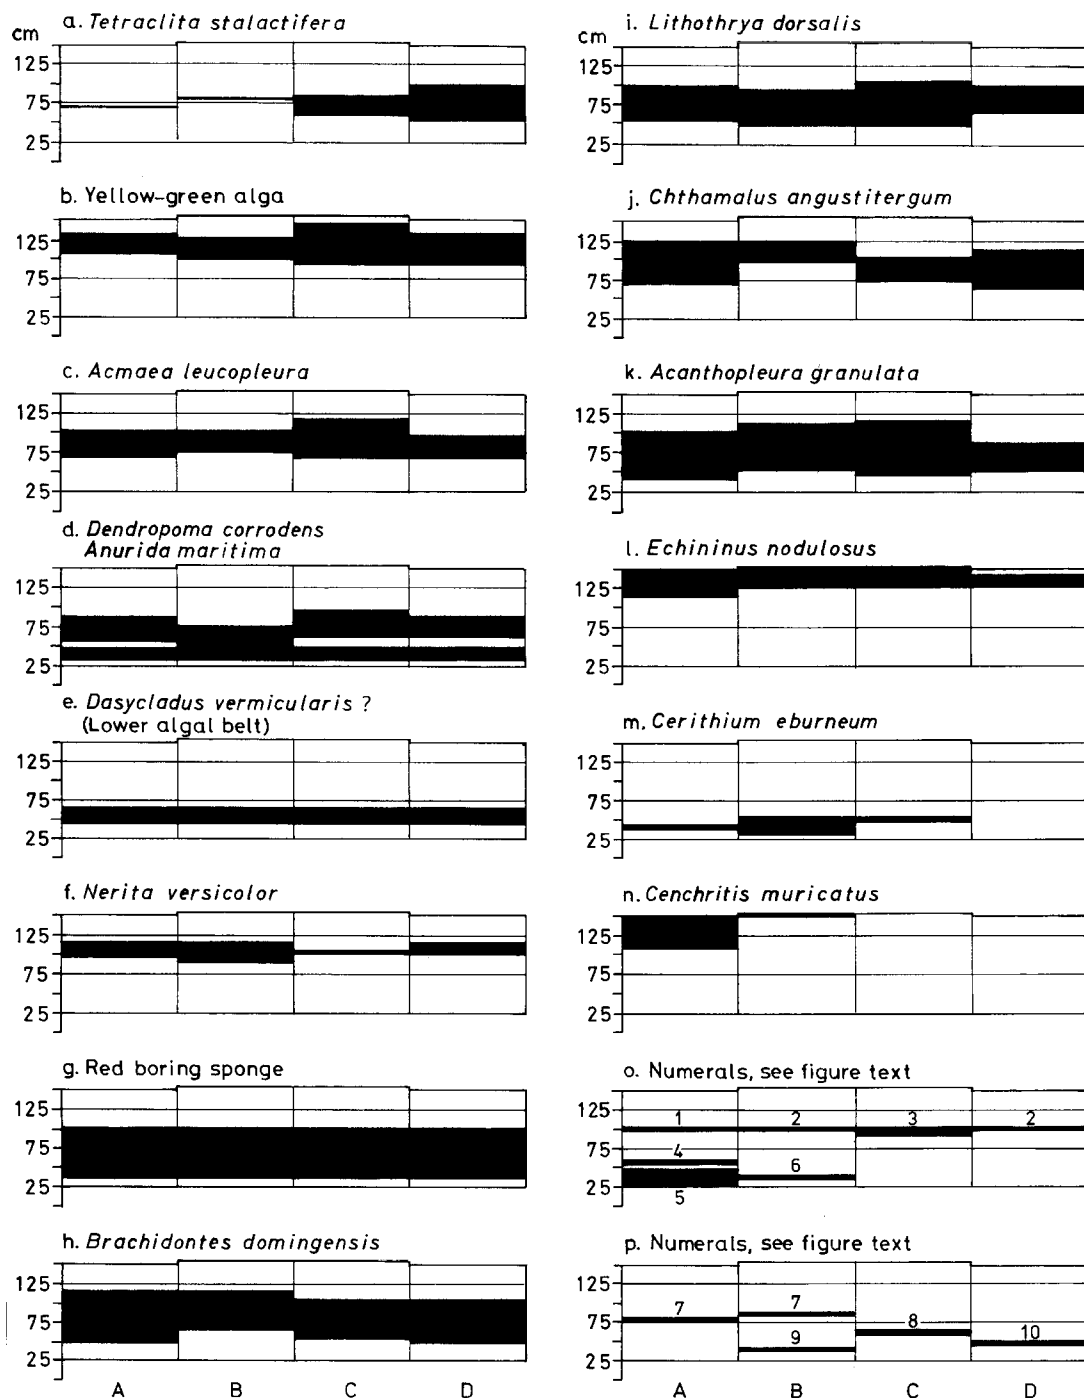 a. Tetraclita stalactifera
cm
125
75
25
b. Yellow-green alga
125
75
25
c. Acmaea leucopleura
125
75
25
d. Dendropoma corrodens
Anurida maritima
125
75
25
e. Dasycladus vermicularis ?
(Lower algal belt)
125
75
25
f. Nerita versicolor
125
75
25
g. Red boring sponge
125
75
25
h. Brachidontes domingensis
125
75
25
A B C D
i. Lithothrya dorsalis
cm
125
75
25
j. Chthamalus angustitergum
125
75
25
k. Acanthopleura granulata
125
75
25
l. Echininus nodulosus
125
75
25
m. Cerithium eburneum
125
75
25
n. Cenchritis muricatus
125
75
25
o. Numerals, see figure text
125
1 2 3 2
75
4
6
25
5
p. Numerals, see figure text
125
7 7
75
8
9 10
25
A B C D